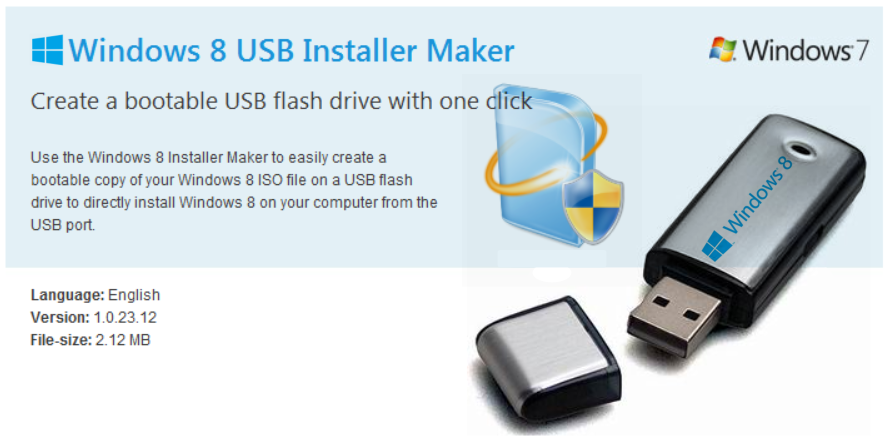 Windows 8 USB Installer Maker
Windows 7
Create a bootable USB flash drive with one click
Use the Windows 8 Installer Maker to easily create a
bootable copy of your Windows 8 ISO file on a USB flash
drive to directly install Windows 8 on your computer from the
USB port.
Windows 8
Language: English
Version: 1.0.23.12
File-size: 2.12 MB